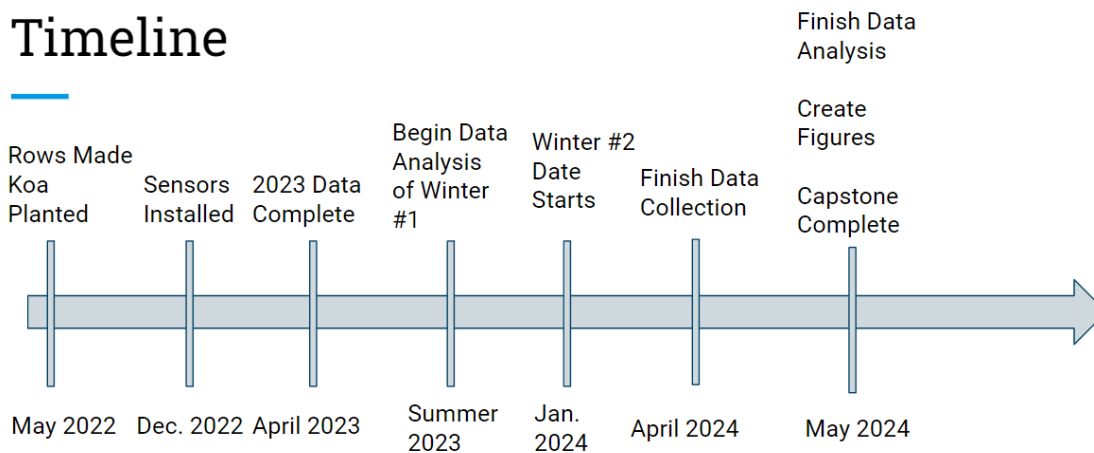 Timeline
Rows Made
Koa
Planted
Sensors
Installed
2023 Data
Complete
Begin Data
Analysis
of Winter
#1
Winter #2
Date
Starts
Finish Data
Collection
Finish Data
Analysis
Create
Figures
Capstone
Complete
May 2022
Dec. 2022
April 2023
Summer
2023
Jan.
2024
April 2024
May 2024